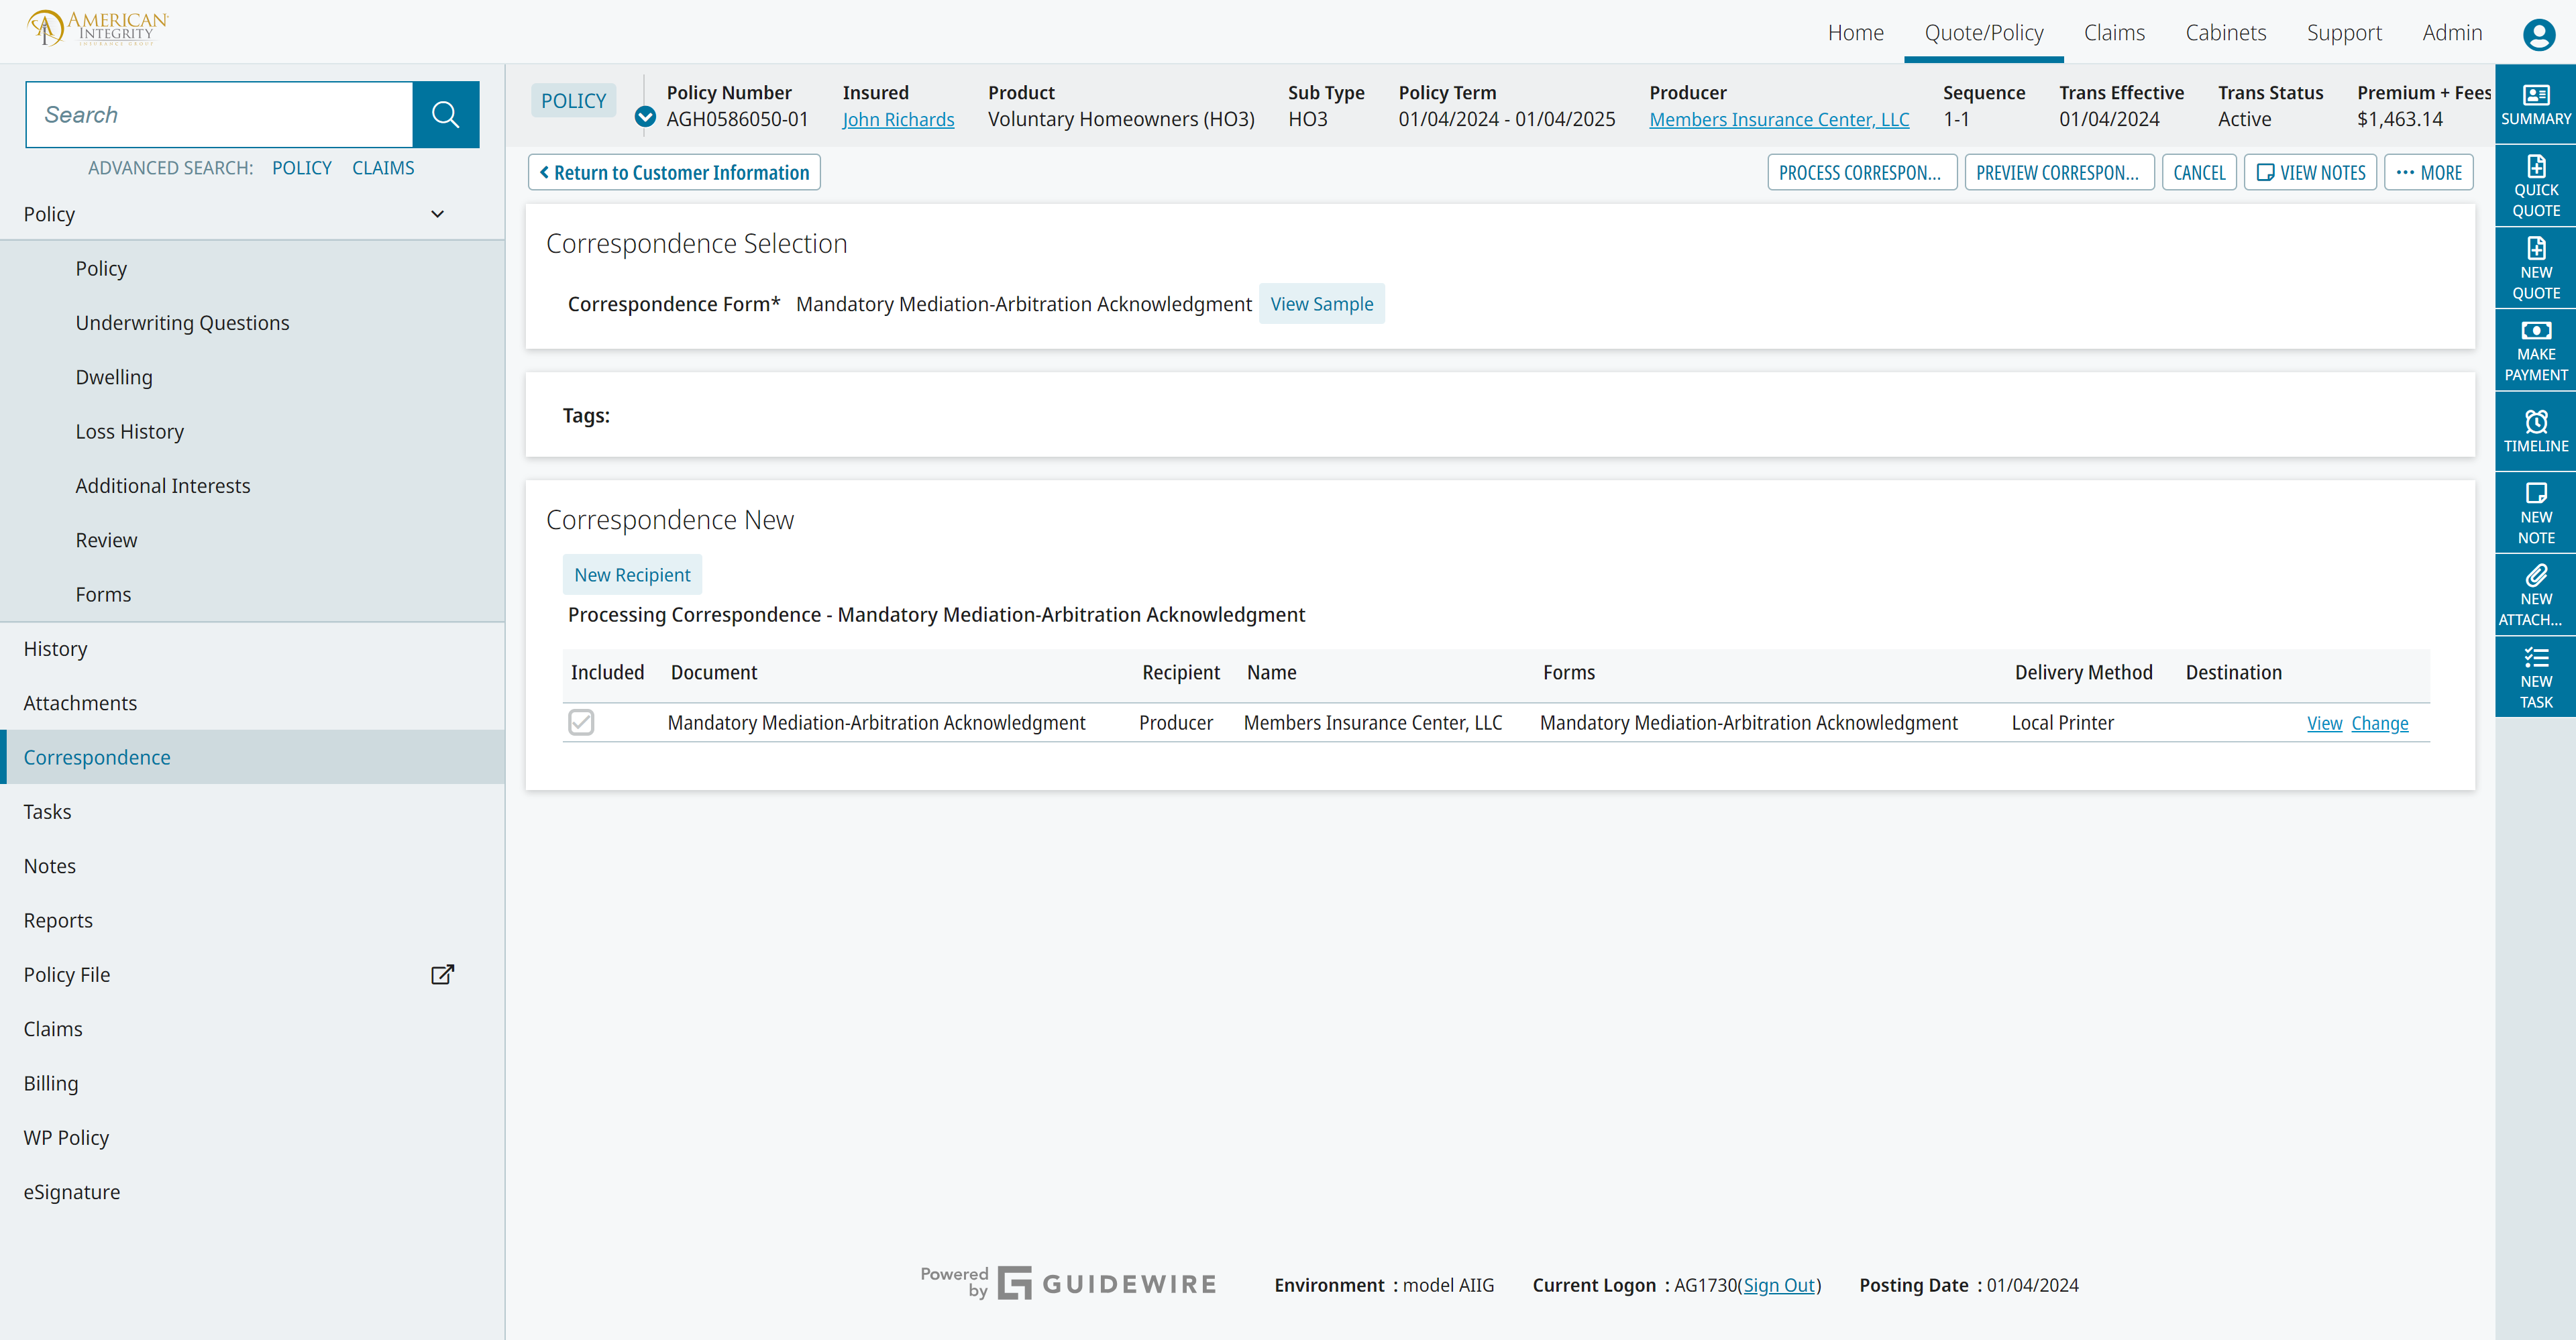 AMERICAN
INTEGRITY
INSURANCE GROUP
Home Quote/Policy Claims Cabinets Support Admin
Search
ADVANCED SEARCH: POLICY CLAIMS
Policy
Policy
Underwriting Questions
Dwelling
Loss History
Additional Interests
Review
Forms
History
Attachments
Correspondence
Tasks
Notes
Reports
Policy File
Claims
Billing
WP Policy
eSignature
POLICY
Policy Number Insured Product Sub Type Policy Term Producer Sequence Trans Effective Trans Status Premium + Fees
AGH0586050-01 John Richards Voluntary Homeowners (HO3) HO3 01/04/2024 - 01/04/2025 Members Insurance Center, LLC 1-1 01/04/2024 Active $1,463.14
Return to Customer Information
PROCESS CORRESPON... PREVIEW CORRESPON... CANCEL VIEW NOTES ... MORE
Correspondence Selection
Correspondence Form* Mandatory Mediation-Arbitration Acknowledgment View Sample
Tags:
Correspondence New
New Recipient
Processing Correspondence - Mandatory Mediation-Arbitration Acknowledgment
Included Document Recipient Name Forms Delivery Method Destination
Mandatory Mediation-Arbitration Acknowledgment Producer Members Insurance Center, LLC Mandatory Mediation-Arbitration Acknowledgment Local Printer View Change
SUMMARY
QUICK
QUOTE
NEW
QUOTE
MAKE
PAYMENT
TIMELINE
NEW
NOTE
NEW
ATTACH...
NEW
TASK
Powered
by GUIDEWIRE
Environment : model AIIG Current Logon : AG1730(Sign Out) Posting Date : 01/04/2024